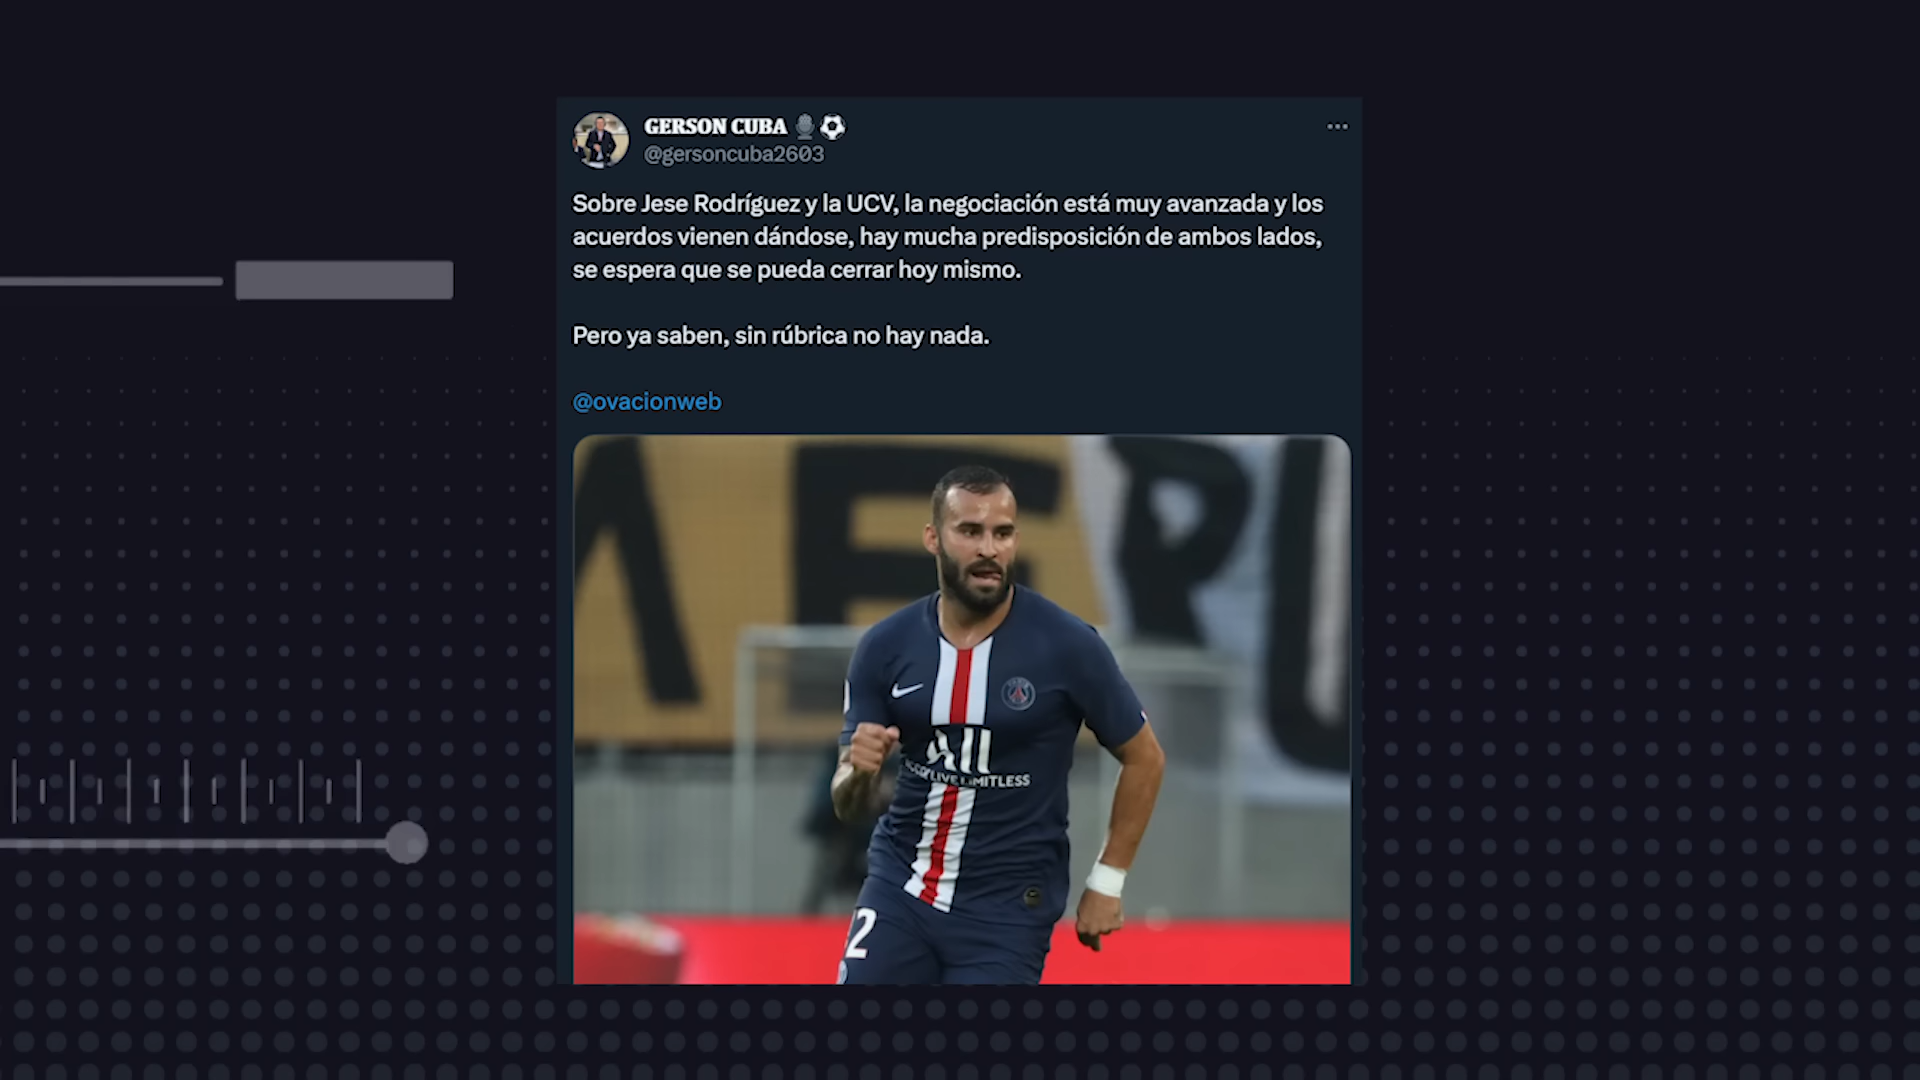 GERSON CUBA
@gersoncuba2603
Sobre Jese Rodríguez y la UCV, la negociación está muy avanzada y los
acuerdos vienen dándose, hay mucha predisposición de ambos lados,
se espera que se pueda cerrar hoy mismo.
Pero ya saben, sin rúbrica no hay nada.
@ovacionweb
ALL
LIVE LIMITLESS
2